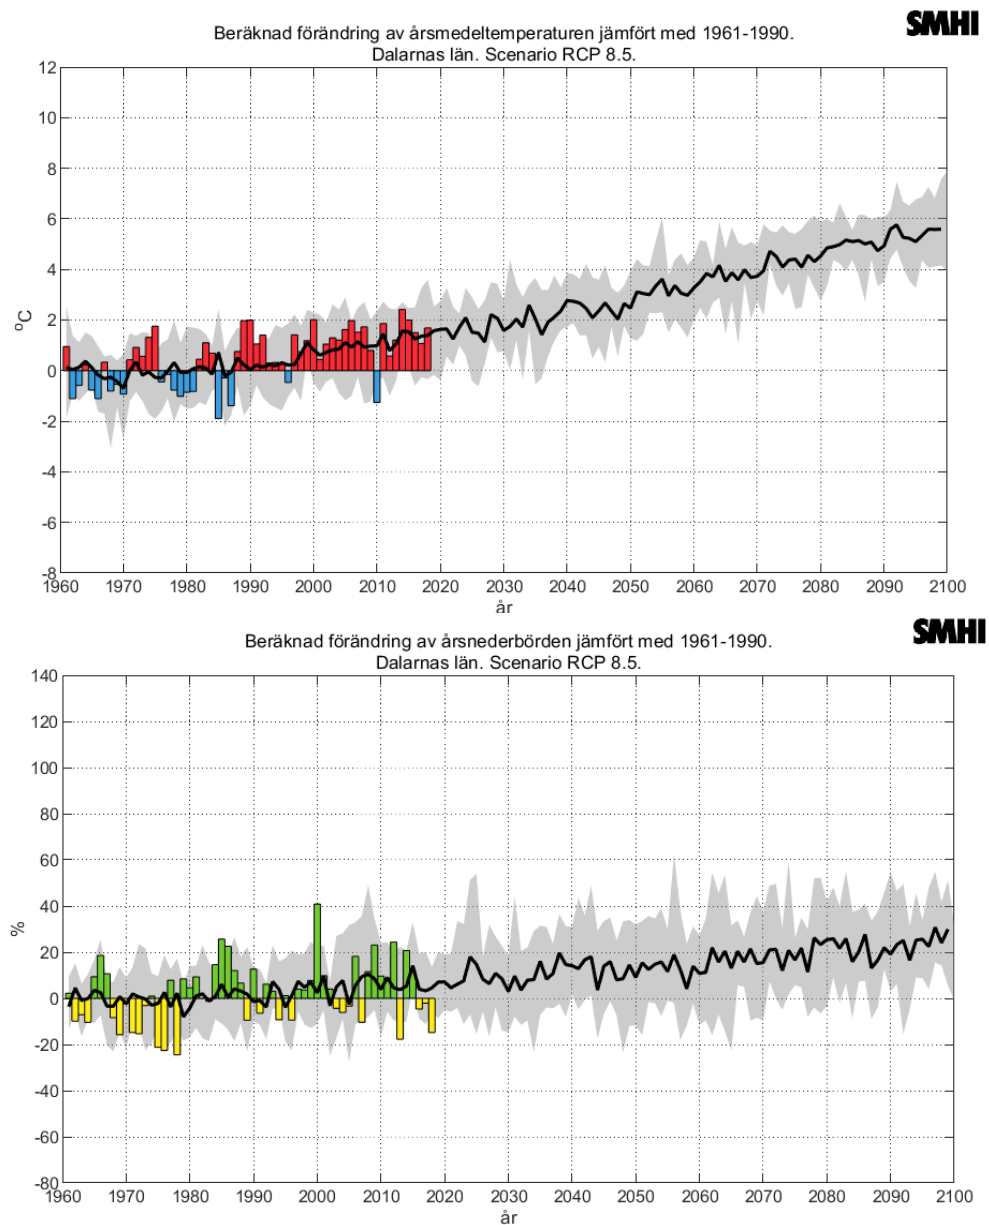 SMHI
Beräknad förändring av årsmedeltemperaturen jämfört med 1961-1990.
Dalarnas län. Scenario RCP 8.5.
12
10
8
6
4
2
0
-2
-4
-6
-8
°C
1960 1970 1980 1990 2000 2010 2020 2030 2040 2050 2060 2070 2080 2090 2100
år
SMHI
Beräknad förändring av årsnederbörden jämfört med 1961-1990.
Dalarnas län. Scenario RCP 8.5.
140
120
100
80
60
40
20
0
-20
-40
-60
-80
%
1960 1970 1980 1990 2000 2010 2020 2030 2040 2050 2060 2070 2080 2090 2100
år